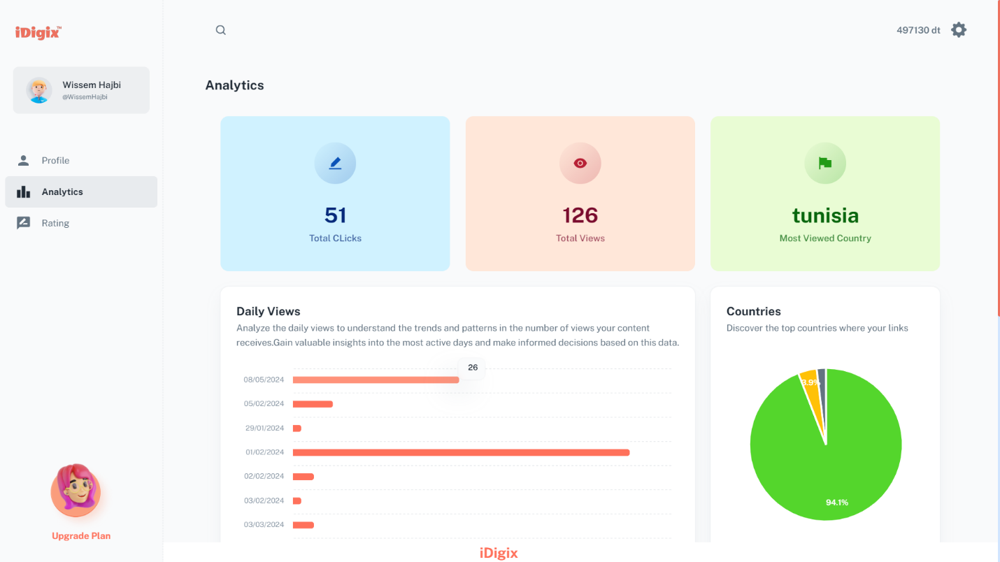 iDigix™
497130 dt
Wissem Hajbi
@WissemHajbi
Profile
Analytics
Rating
Upgrade Plan
Analytics
51
Total CLicks
126
Total Views
tunisia
Most Viewed Country
Daily Views
Analyze the daily views to understand the trends and patterns in the number of views your content
receives.Gain valuable insights into the most active days and make informed decisions based on this data.
26
08/05/2024
05/02/2024
29/01/2024
01/02/2024
02/02/2024
03/02/2024
03/03/2024
Countries
Discover the top countries where your links
3.9%
94.1%
iDigix